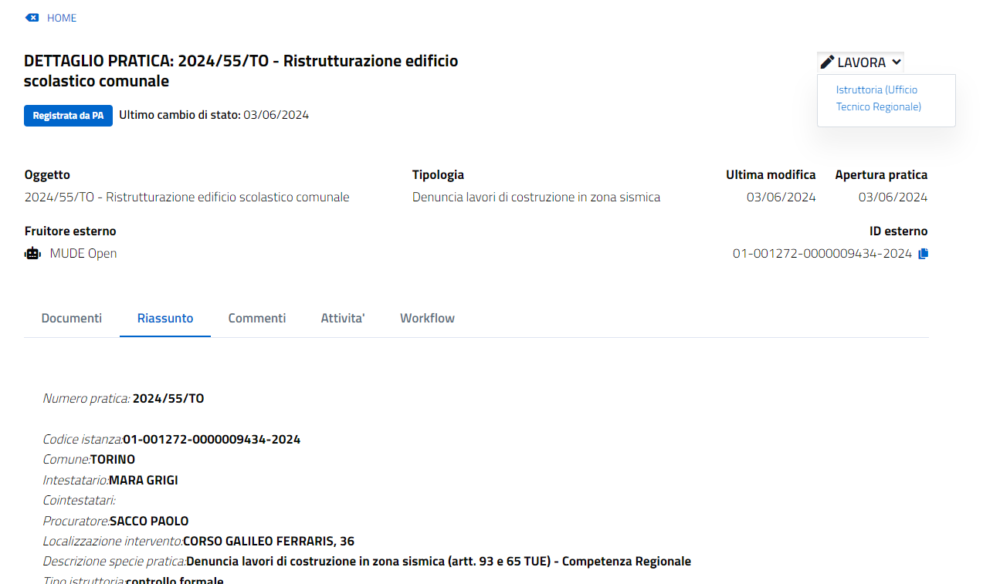 HOME
DETTAGLIO PRATICA: 2024/55/TO - Ristrutturazione edificio
scolastico comunale
LAVORA
Istruttoria (Ufficio
Tecnico Regionale)
Registrata da PA Ultimo cambio di stato: 03/06/2024
Oggetto Tipologia Ultima modifica Apertura pratica
2024/55/TO - Ristrutturazione edificio scolastico comunale Denuncia lavori di costruzione in zona sismica 03/06/2024 03/06/2024
Fruitore esterno ID esterno
MUDE Open 01-001272-0000009434-2024
Documenti Riassunto Commenti Attivita' Workflow
Numero pratica: 2024/55/TO
Codice istanza:01-001272-0000009434-2024
Comune:TORINO
Intestatario:MARA GRIGI
Cointestatari:
Procuratore:SACCO PAOLO
Localizzazione intervento:CORSO GALILEO FERRARIS, 36
Descrizione specie pratica:Denuncia lavori di costruzione in zona sismica (artt. 93 e 65 TUE) - Competenza Regionale
Tipo istruttoria:controllo formale